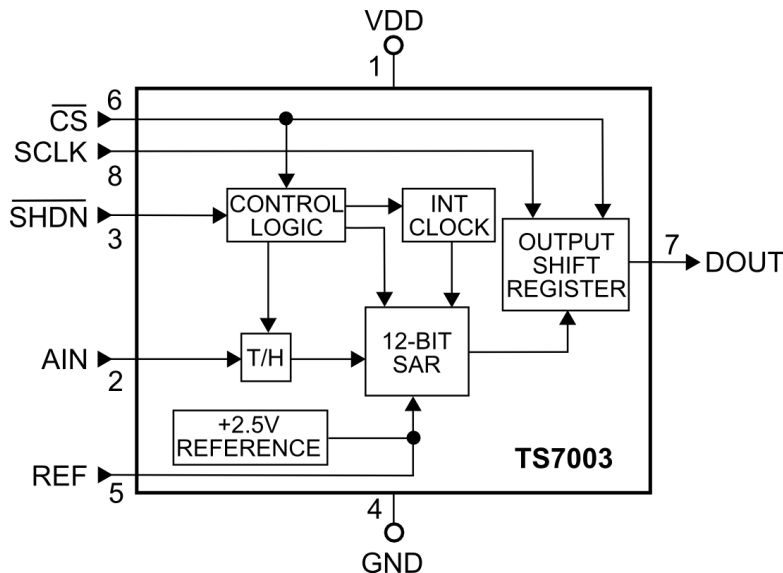 VDD
1
6
CS
SCLK
8
SHDN
3
CONTROL
LOGIC
INT
CLOCK
OUTPUT
SHIFT
REGISTER
7
DOUT
AIN
2
T/H
12-BIT
SAR
+2.5V
REFERENCE
REF
5
TS7003
4
GND